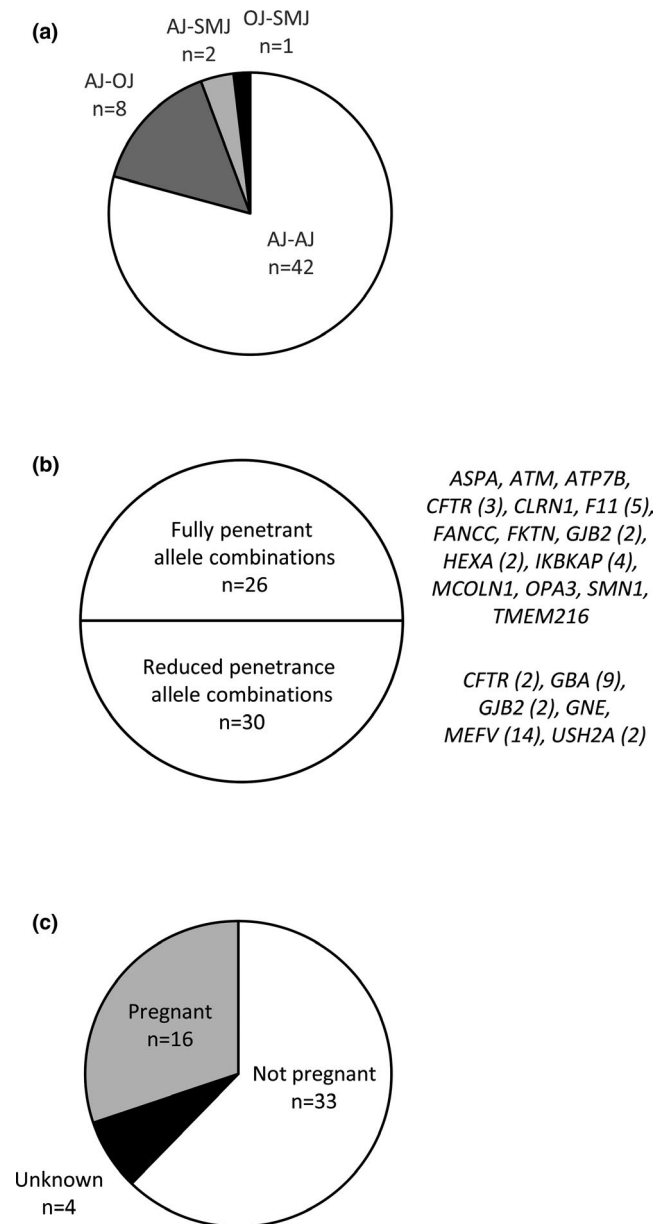 (a)
AJ-SMJ
n=2
OJ-SMJ
n=1
AJ-OJ
n=8
AJ-AJ
n=42
(b)
Fully penetrant
allele combinations
n=26
ASPA, ATM, ATP7B,
CFTR (3), CLRN1, F11 (5),
FANCC, FKTN, GJB2 (2),
HEXA (2), IKBKAP (4),
MCOLN1, OPA3, SMN1,
TMEM216
Reduced penetrance
allele combinations
n=30
CFTR (2), GBA (9),
GJB2 (2), GNE,
MEFV (14), USH2A (2)
(c)
Pregnant
n=16
Not pregnant
n=33
Unknown
n=4